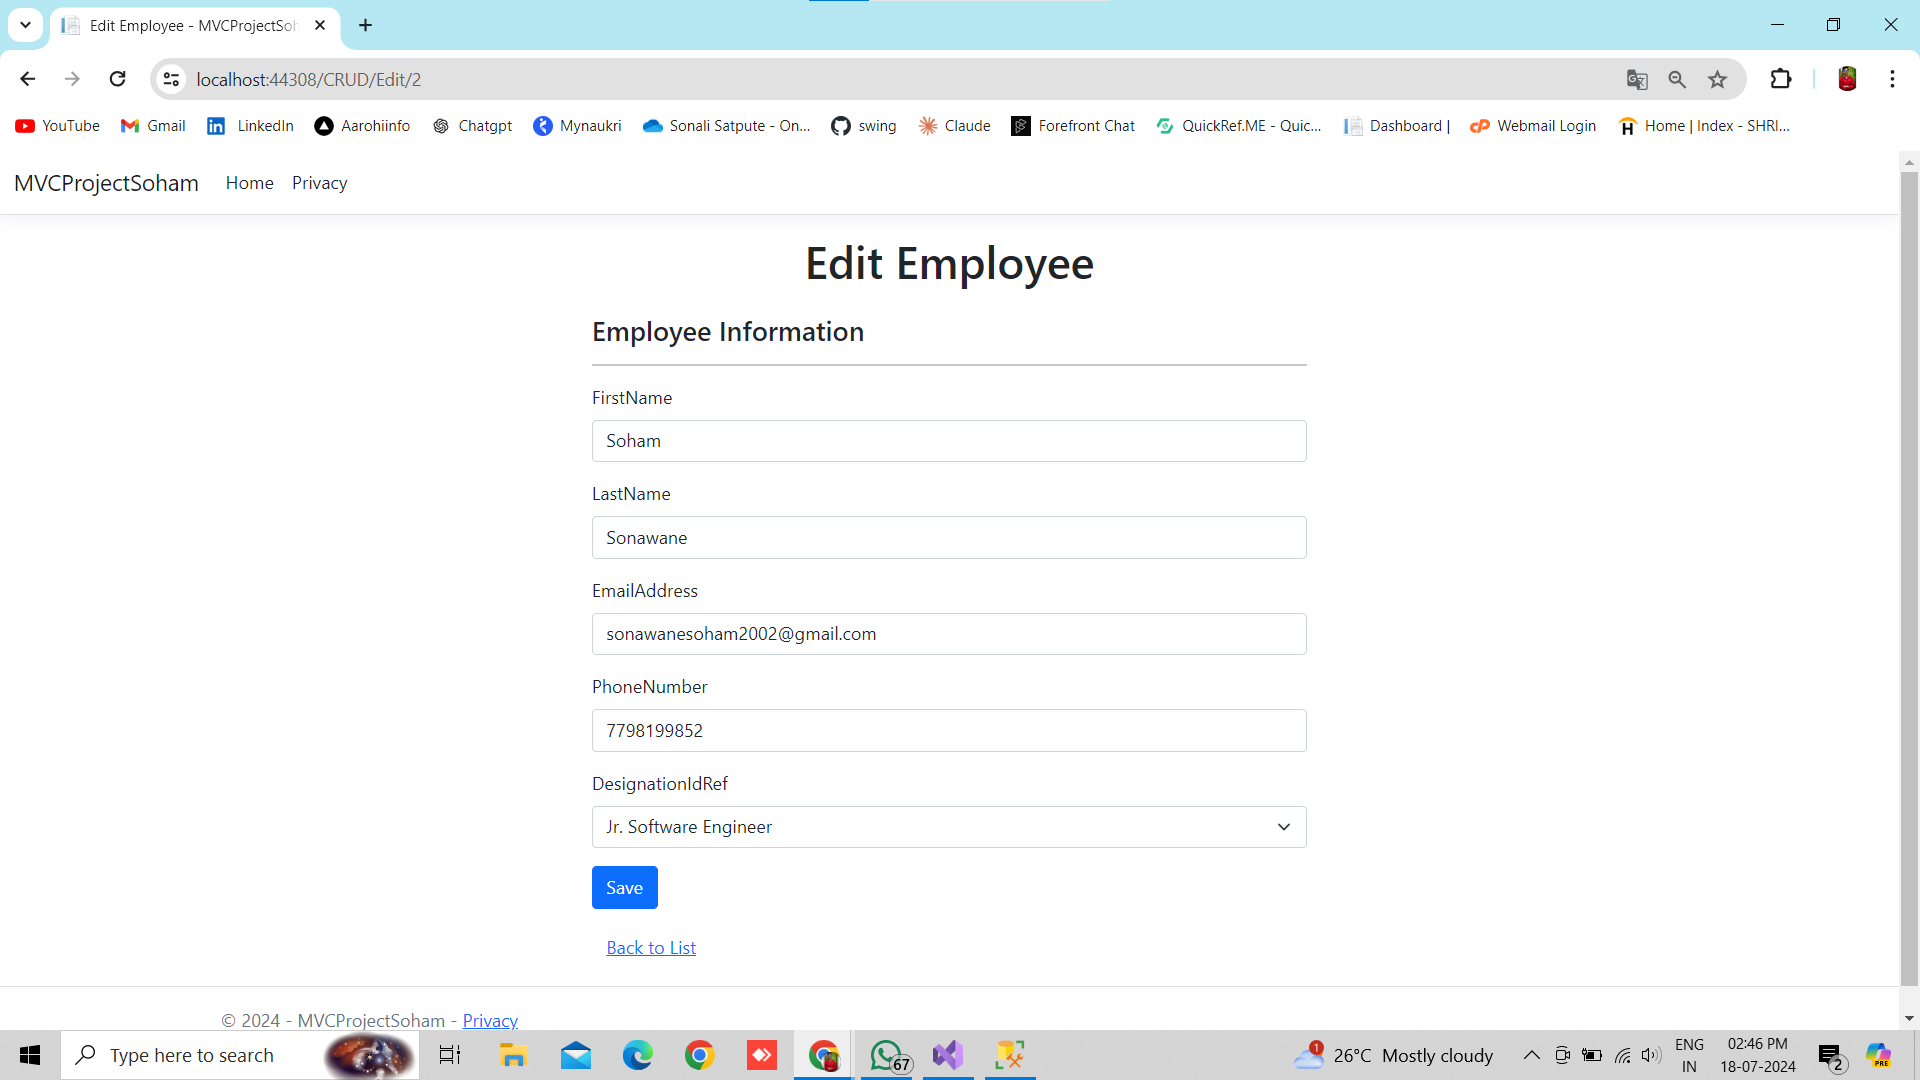 Edit Employee - MVCProjectSoh
localhost:44308/CRUD/Edit/2
YouTube Gmail LinkedIn Aarohiinfo Chatgpt Mynaukri Sonali Satpute - On... swing Claude Forefront Chat QuickRef.ME - Quic... Dashboard | Webmail Login Home | Index - SHRI...
MVCProjectSoham Home Privacy
Edit Employee
Employee Information
FirstName
Soham
LastName
Sonawane
EmailAddress
sonawanesoham2002@gmail.com
PhoneNumber
7798199852
DesignationIdRef
Jr. Software Engineer
Save
Back to List
© 2024 - MVCProjectSoham - Privacy
Type here to search
67
1
26°C Mostly cloudy
ENG
IN
02:46 PM
18-07-2024
2
PRE